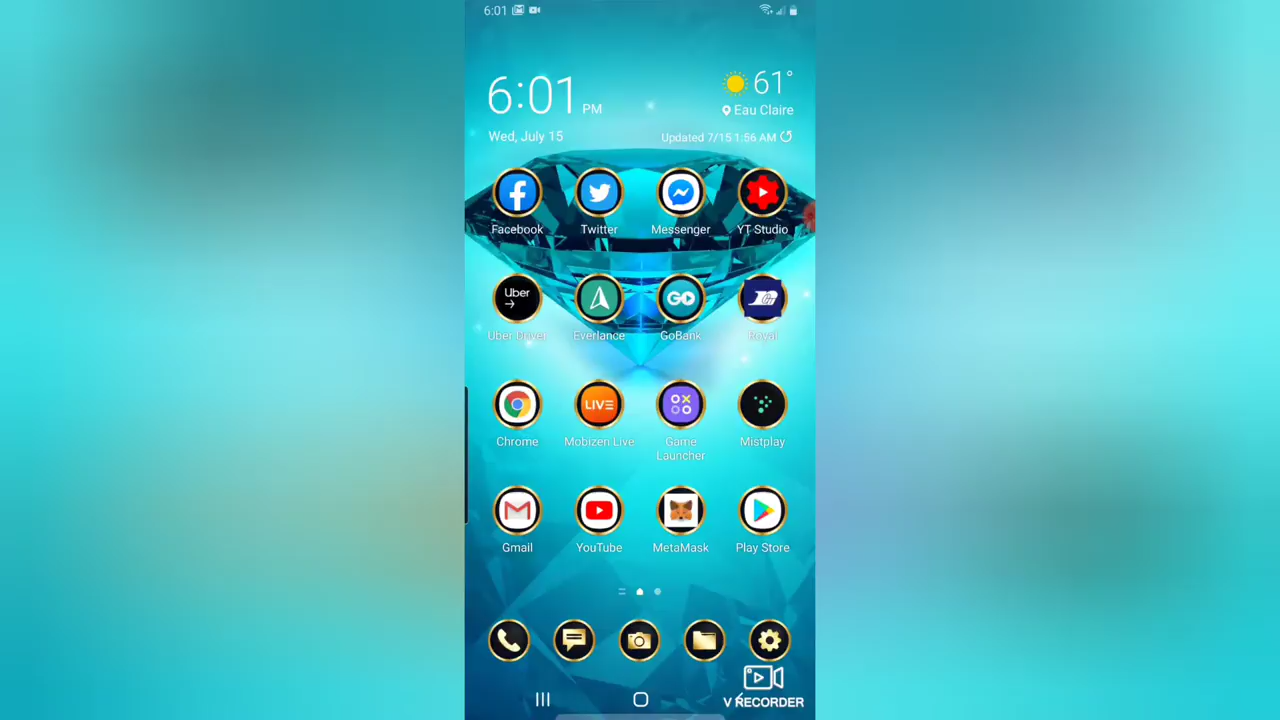 6:01
6:01 PM
61°
Eau Claire
Wed, July 15
Updated 7/15 1:56 AM
Facebook
Twitter
Messenger
YT Studio
Uber
Uber Driver
Everlance
GO
GoBank
Royal
LIVE
Chrome
Mobizen Live
Game
Launcher
Mistplay
Gmail
YouTube
MetaMask
Play Store
V RECORDER